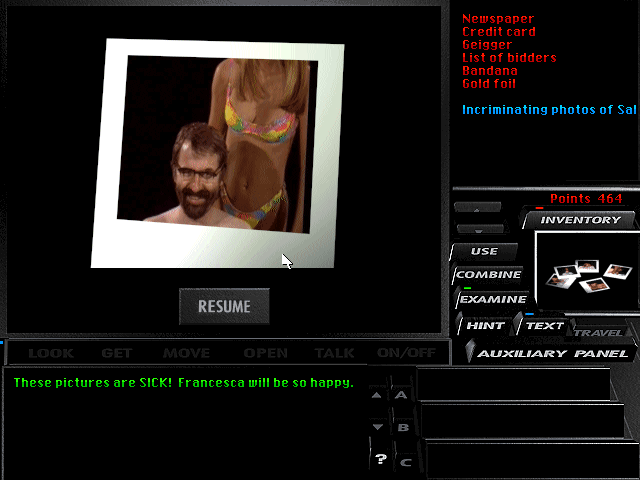 Newspaper
Credit card
Geigger
List of bidders
Bandana
Gold foil
Incriminating photos of Sal
Points 464
INVENTORY
USE
COMBINE
EXAMINE
HINT TEXT TRAVEL
AUXILIARY PANEL
RESUME
LOOK GET MOVE OPEN TALK ON/OFF
These pictures are SICK! Francesca will be so happy.
A
B
? C